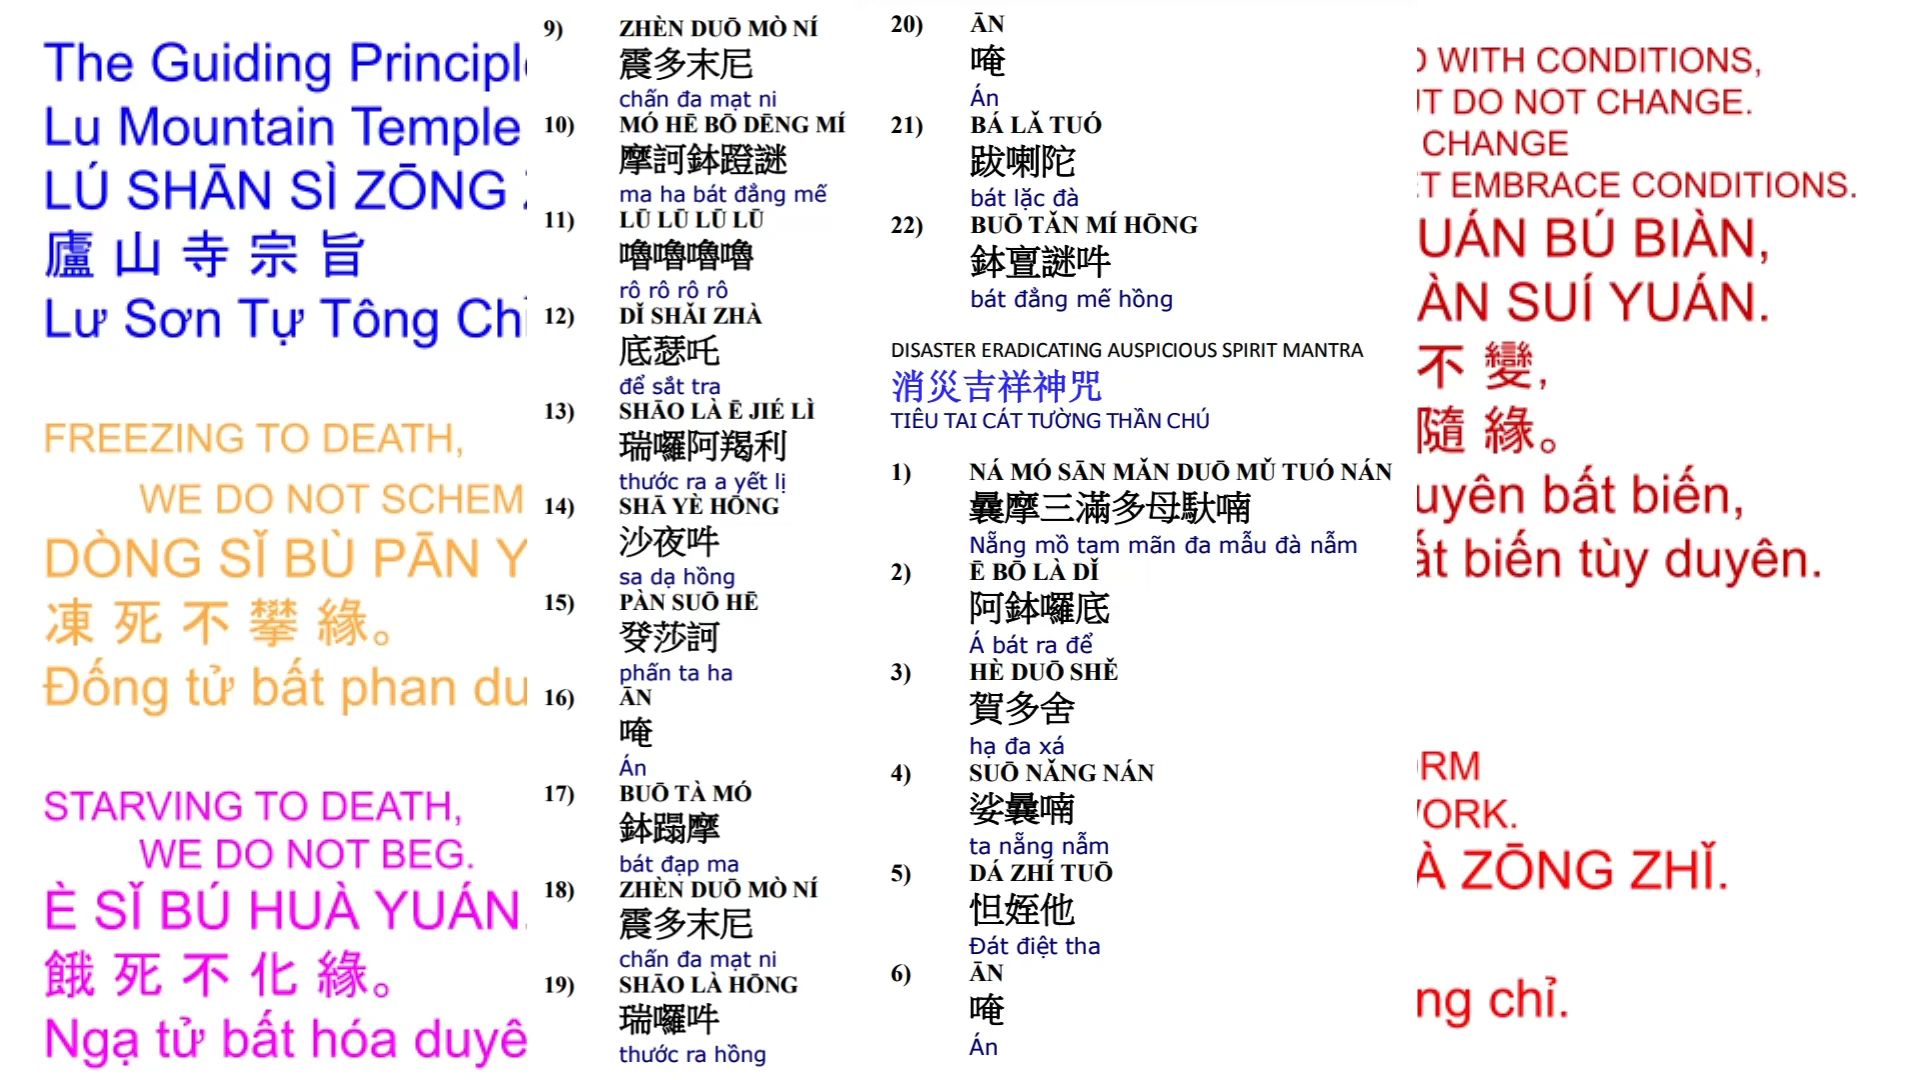 The Guiding Principl
Lu Mountain Temple
LÚ SHĀN SÌ ZŌNG
廬 山 寺 宗 旨
Lư Sơn Tự Tông Chỉ
FREEZING TO DEATH,
WE DO NOT SCHEM
DÒNG SǏ BÙ PĀN Y
凍 死 不 攀 緣。
Đống tử bất phan du
STARVING TO DEATH,
WE DO NOT BEG.
È SǏ BÚ HUÀ YUÁN.
餓 死 不 化 緣。
Ngạ tử bất hóa duyê
9) ZHÈN DUŌ MÒ NÍ
震多末尼
chấn đa mạt ni
10) MÓ HĒ BŌ DĒNG MÍ
摩訶鉢蹬謎
ma ha bát đẳng mế
11) LŪ LŪ LŪ LŪ
嚕嚕嚕嚕
rô rô rô rô
12) DǏ SHǍI ZHÀ
底瑟吒
để sắt tra
13) SHĀO LÀ Ē JIÉ LÌ
瑞囉阿羯利
thước ra a yết lị
14) SHĀ YÈ HŌNG
沙夜吽
sa dạ hồng
15) PÀN SUŌ HĒ
癹莎訶
phấn ta ha
16) ĀN
唵
Án
17) BUŌ TÀ MÓ
鉢蹋摩
bát đạp ma
18) ZHÈN DUŌ MÒ NÍ
震多末尼
chấn đa mạt ni
19) SHĀO LÀ HŌNG
瑞囉吽
thước ra hồng
20) ĀN
唵
Án
21) BÁ LǍ TUÓ
跋喇陀
bát lặc đà
22) BUŌ TǍN MÍ HŌNG
鉢亶謎吽
bát đẳng mế hồng
DISASTER ERADICATING AUSPICIOUS SPIRIT MANTRA
消災吉祥神咒
TIÊU TAI CÁT TƯỜNG THẦN CHÚ
1) NÁ MÓ SĀN MǍN DUŌ MǓ TUÓ NÁN
曩摩三滿多母馱喃
Nẵng mồ tam mãn đa mẫu đà nẫm
2) Ē BŌ LÀ DǏ
阿鉢囉底
Á bát ra để
3) HÈ DUŌ SHĚ
賀多舍
hạ đa xá
4) SUŌ NǍNG NÁN
娑曩喃
ta nẵng nẫm
5) DÁ ZHÍ TUŌ
怛姪他
Đát điệt tha
6) ĀN
唵
Án
D WITH CONDITIONS,
UT DO NOT CHANGE.
CHANGE
ET EMBRACE CONDITIONS.
UÁN BÚ BIÀN,
ÀN SUÍ YUÁN.
不 變,
隨 緣。
uyên bất biến,
ất biến tùy duyên.
ORM
WORK.
À ZŌNG ZHǏ.
ng chỉ.